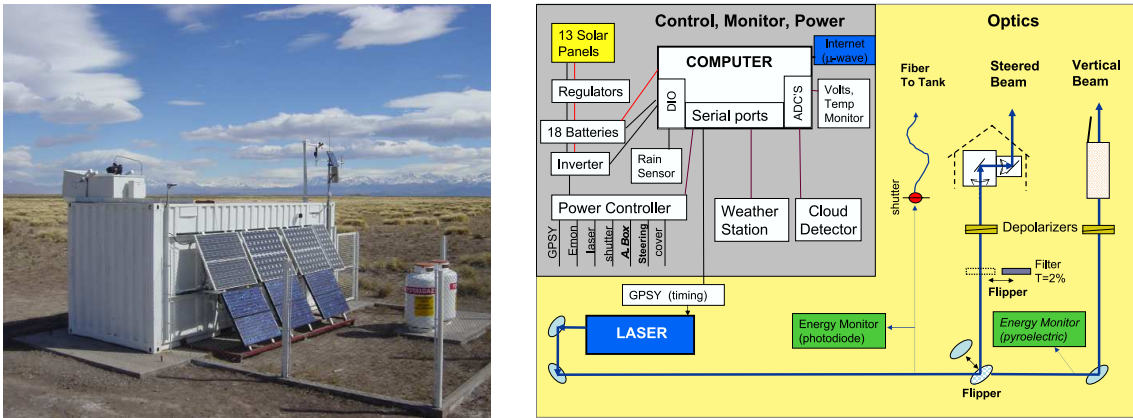 Control, Monitor, Power
Optics
13 Solar
Panels
Internet
(µ-wave)
COMPUTER
DIO
ADC'S
Serial ports
Regulators
Volts,
Temp
Monitor
18 Batteries
Inverter
Rain
Sensor
Power Controller
Weather
Station
Cloud
Detector
GPSY
Emon
laser
shutter
A. Box
Steering
cover
Fiber
To Tank
Steered
Beam
Vertical
Beam
shutter
Depolarizers
Filter
T=2%
Flipper
GPSY (timing)
LASER
Energy Monitor
(photodiode)
Energy Monitor
(pyroelectric)
Flipper